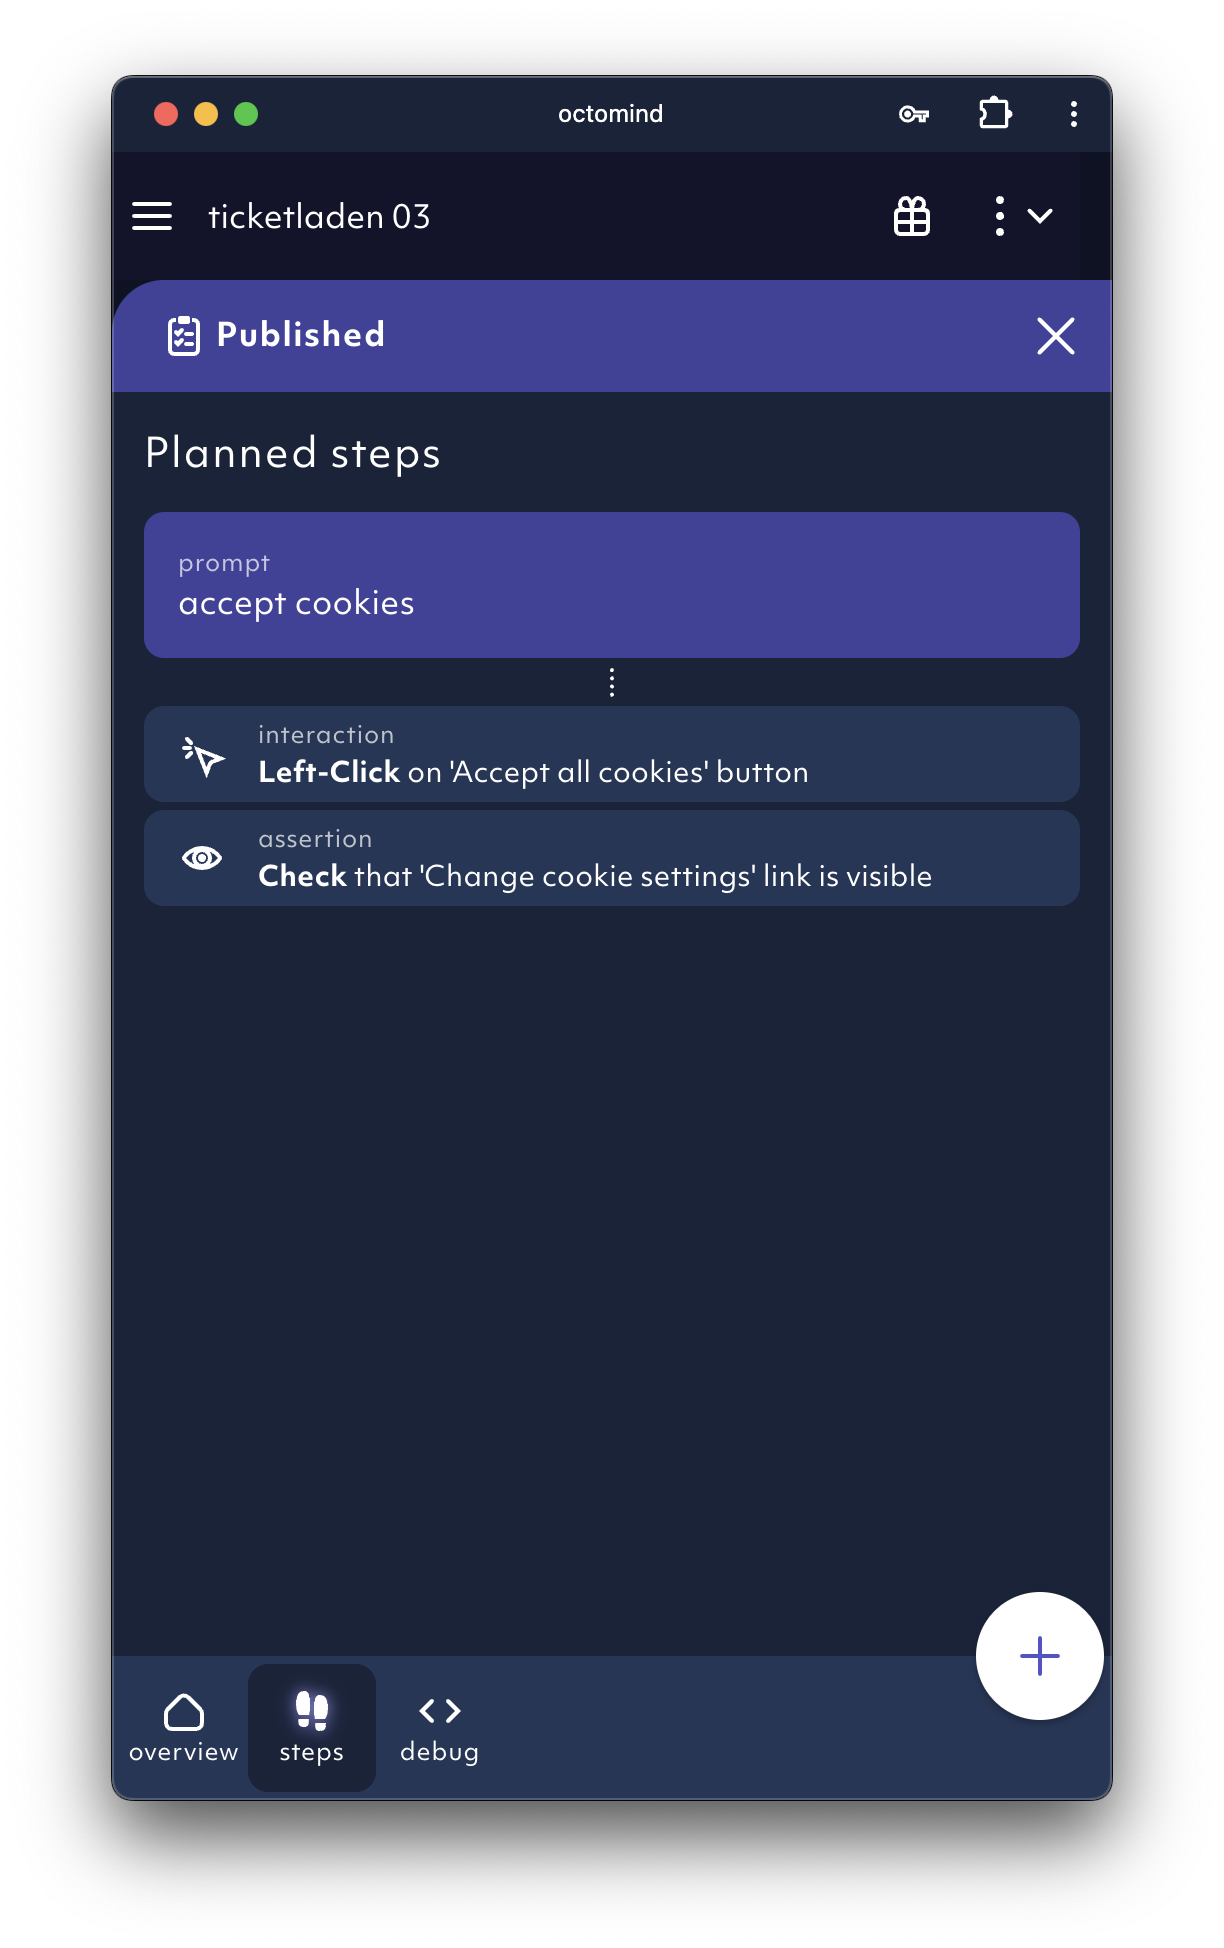 octomind
ticketladen 03
Published
Planned steps
prompt
accept cookies
interaction
Left-Click on 'Accept all cookies' button
assertion
Check that 'Change cookie settings' link is visible
overview
steps
debug